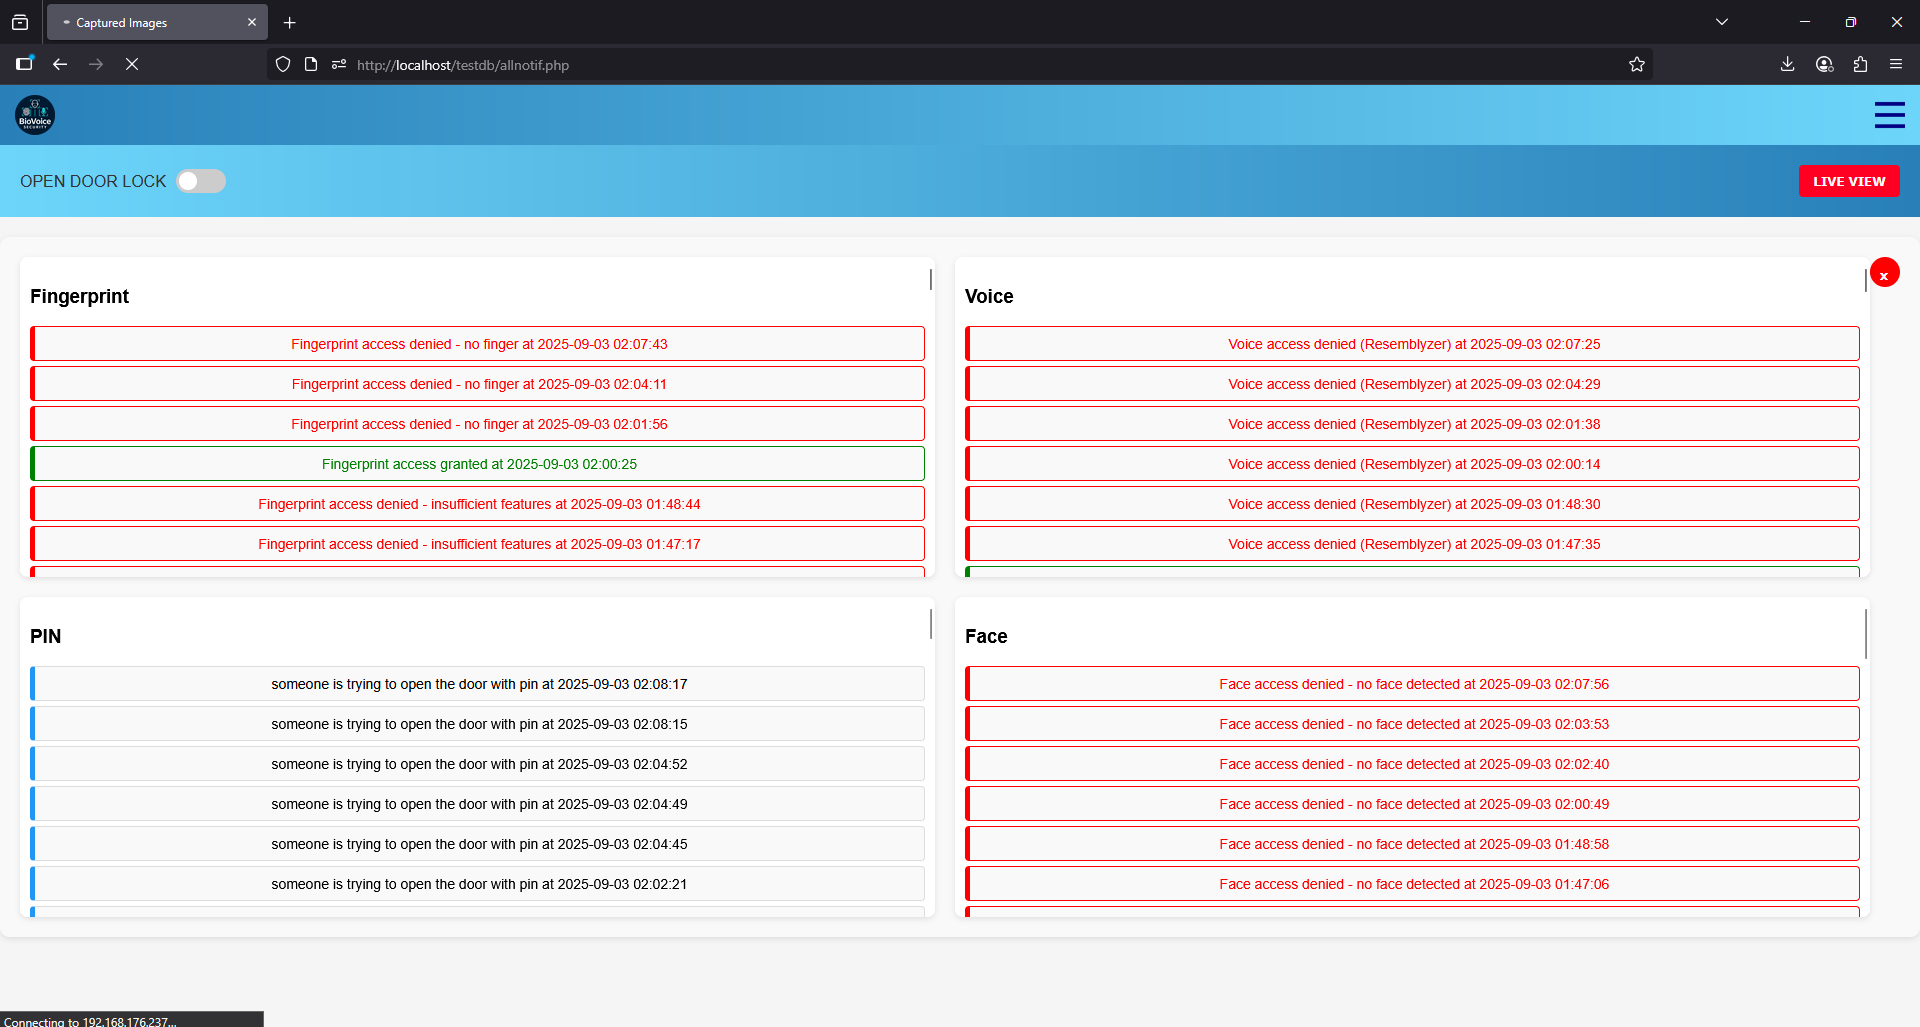 Captured Images
http://localhost/testdb/allnotif.php
BioVoice
SECURITY
OPEN DOOR LOCK
LIVE VIEW
Fingerprint
Fingerprint access denied - no finger at 2025-09-03 02:07:43
Fingerprint access denied - no finger at 2025-09-03 02:04:11
Fingerprint access denied - no finger at 2025-09-03 02:01:56
Fingerprint access granted at 2025-09-03 02:00:25
Fingerprint access denied - insufficient features at 2025-09-03 01:48:44
Fingerprint access denied - insufficient features at 2025-09-03 01:47:17
Voice
x
Voice access denied (Resemblyzer) at 2025-09-03 02:07:25
Voice access denied (Resemblyzer) at 2025-09-03 02:04:29
Voice access denied (Resemblyzer) at 2025-09-03 02:01:38
Voice access denied (Resemblyzer) at 2025-09-03 02:00:14
Voice access denied (Resemblyzer) at 2025-09-03 01:48:30
Voice access denied (Resemblyzer) at 2025-09-03 01:47:35
PIN
someone is trying to open the door with pin at 2025-09-03 02:08:17
someone is trying to open the door with pin at 2025-09-03 02:08:15
someone is trying to open the door with pin at 2025-09-03 02:04:52
someone is trying to open the door with pin at 2025-09-03 02:04:49
someone is trying to open the door with pin at 2025-09-03 02:04:45
someone is trying to open the door with pin at 2025-09-03 02:02:21
Face
Face access denied - no face detected at 2025-09-03 02:07:56
Face access denied - no face detected at 2025-09-03 02:03:53
Face access denied - no face detected at 2025-09-03 02:02:40
Face access denied - no face detected at 2025-09-03 02:00:49
Face access denied - no face detected at 2025-09-03 01:48:58
Face access denied - no face detected at 2025-09-03 01:47:06
Connecting to 192.168.176.237...